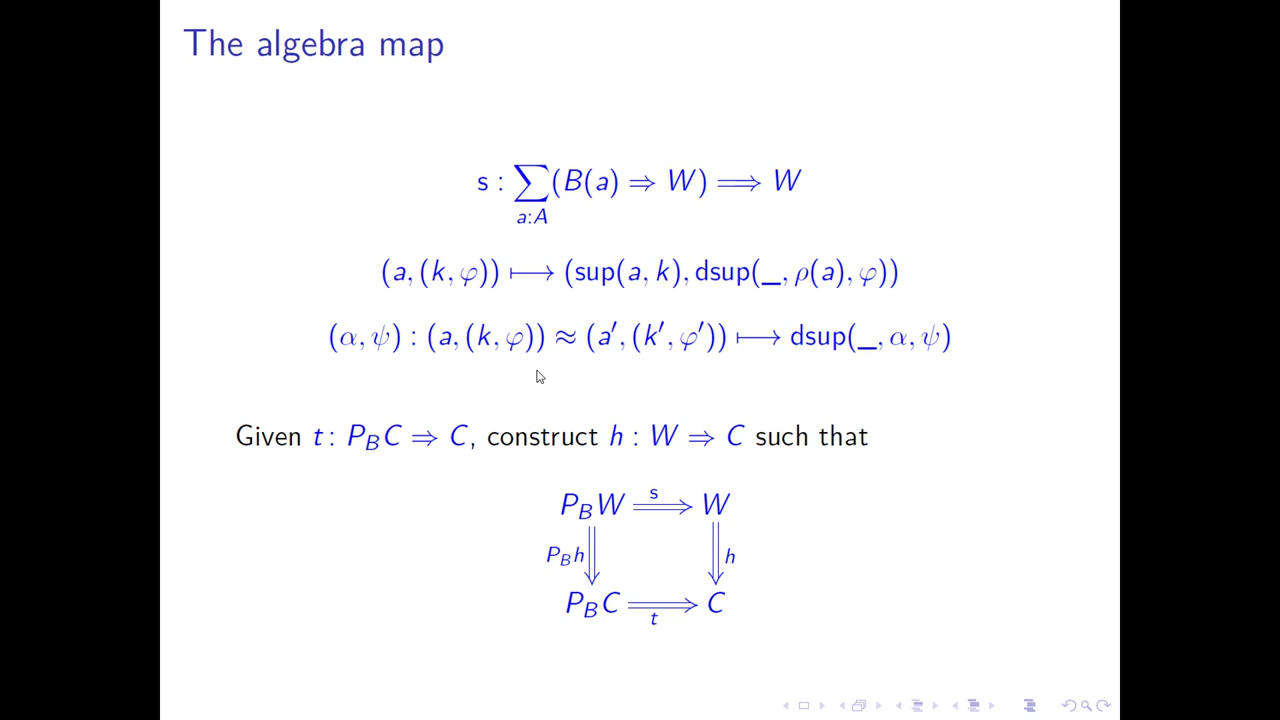 The algebra map
s : ∑ (B(a) ⇒ W) ⟹ W
a:A
(a, (k, φ)) ⟼ (sup(a, k), dsup(_, ρ(a), φ))
(α, ψ) : (a, (k, φ)) ≈ (a′, (k′, φ′)) ⟼ dsup(_, α, ψ)
Given t : P_B C ⇒ C, construct h : W ⇒ C such that
s
P_B W ⟹ W
P_B h h
P_B C ⟹ C
t